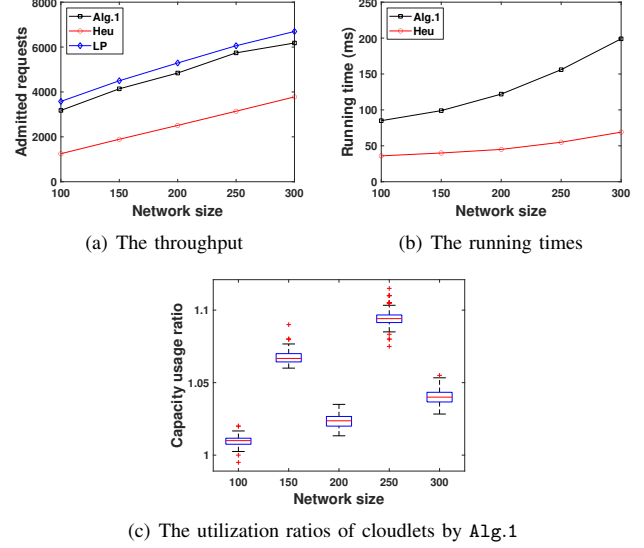 8000
6000
4000
2000
0
Admitted requests
Alg.1
Heu
LP
100 150 200 250 300
Network size
(a) The throughput
250
200
150
100
50
0
Running time (ms)
Alg.1
Heu
100 150 200 250 300
Network size
(b) The running times
1.1
1.05
1
Capacity usage ratio
100 150 200 250 300
Network size
(c) The utilization ratios of cloudlets by Alg.1